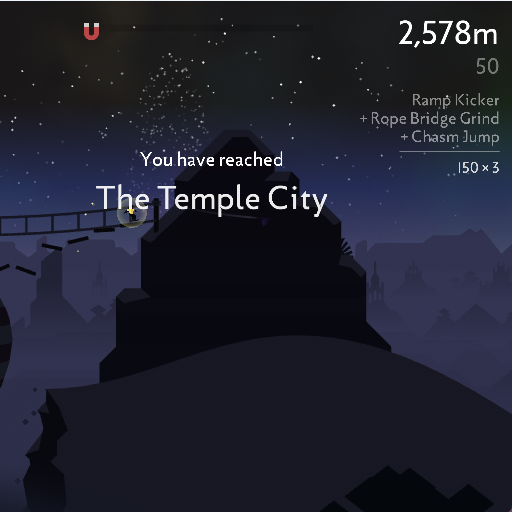 2,578m
50
Ramp Kicker
+ Rope Bridge Grind
+ Chasm Jump
150 × 3
You have reached
The Temple City